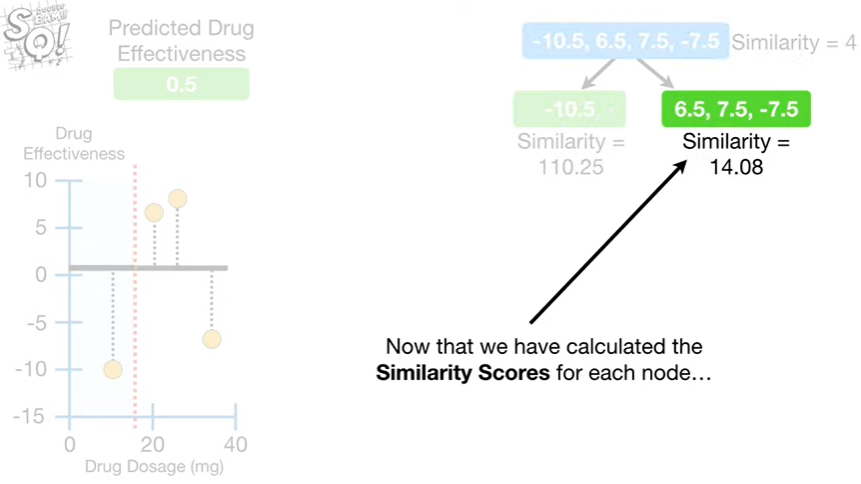 SQ!
BAM!!
Predicted Drug
Effectiveness
0.5
-10.5, 6.5, 7.5, -7.5 Similarity = 4
-10.5
6.5, 7.5, -7.5
Similarity =
110.25
Similarity =
14.08
Drug
Effectiveness
10
5
0
-5
-10
-15
0 20 40
Drug Dosage (mg)
Now that we have calculated the
Similarity Scores for each node…